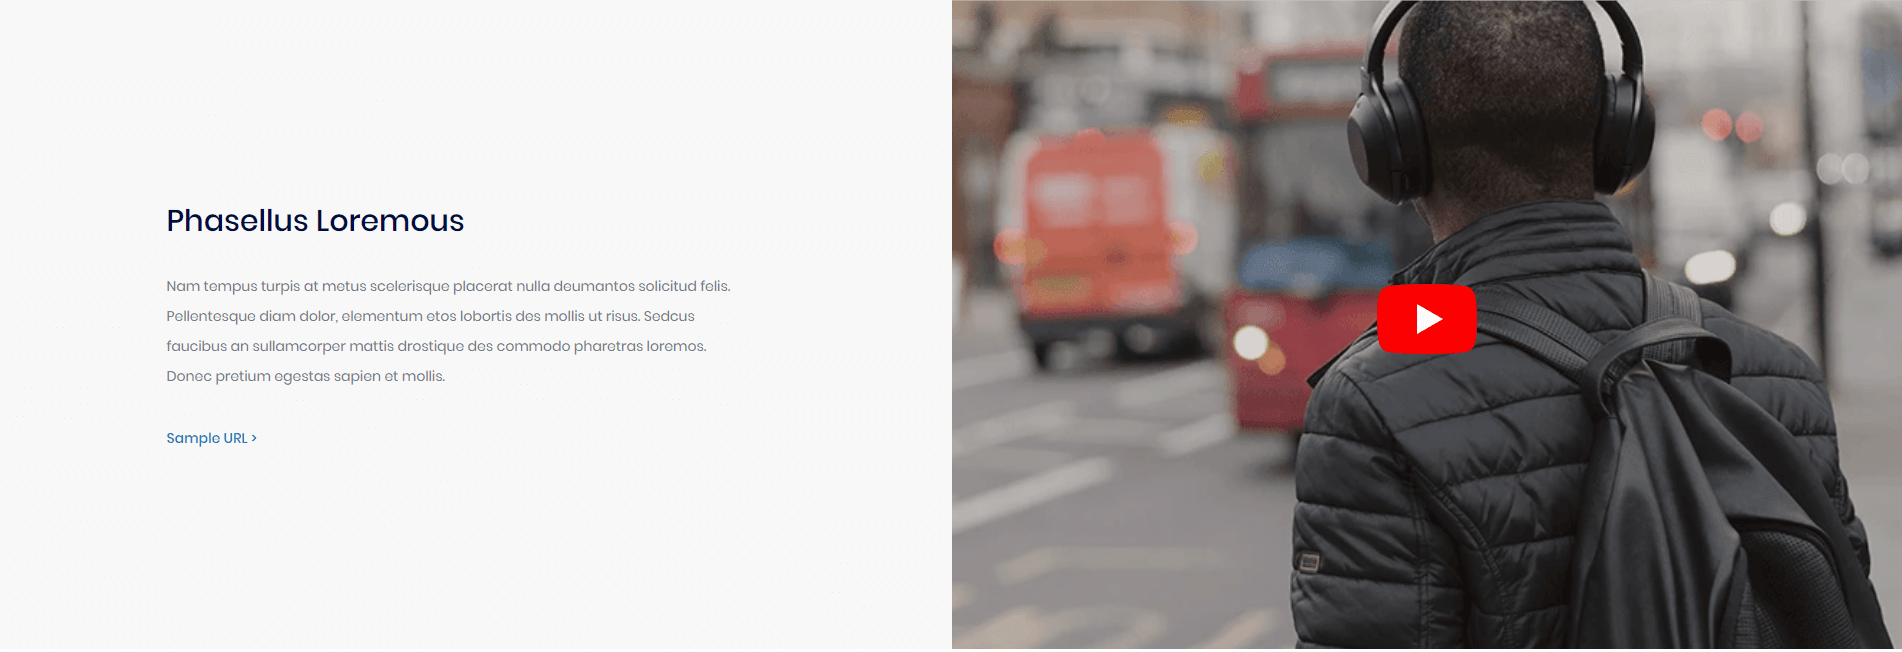 Phasellus Loremous
Nam tempus turpis at metus scelerisque placerat nulla deumantos solicitud felis.
Pellentesque diam dolor, elementum etos lobortis des mollis ut risus. Sedcus
faucibus an sullamcorper mattis drostique des commodo pharetras loremos.
Donec pretium egestas sapien et mollis.
Sample URL >